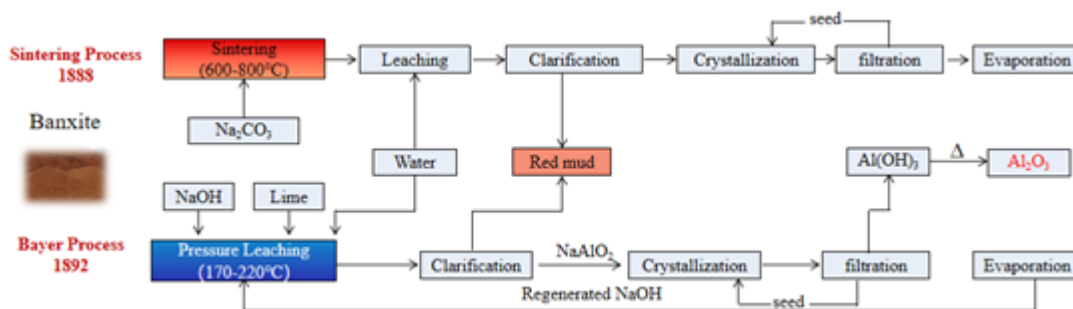 seed
Sintering Process
1888
Sintering
(600-800°C)
Leaching
Clarification
Crystallization
filtration
Evaporation
Banxite
Na₂CO₃
Water
Red mud
Al(OH)₃
Δ
Al₂O₃
NaOH
Lime
Bayer Process
1892
Pressure Leaching
(170-220°C)
Clarification
NaAlO₂
Crystallization
filtration
Evaporation
Regenerated NaOH
seed